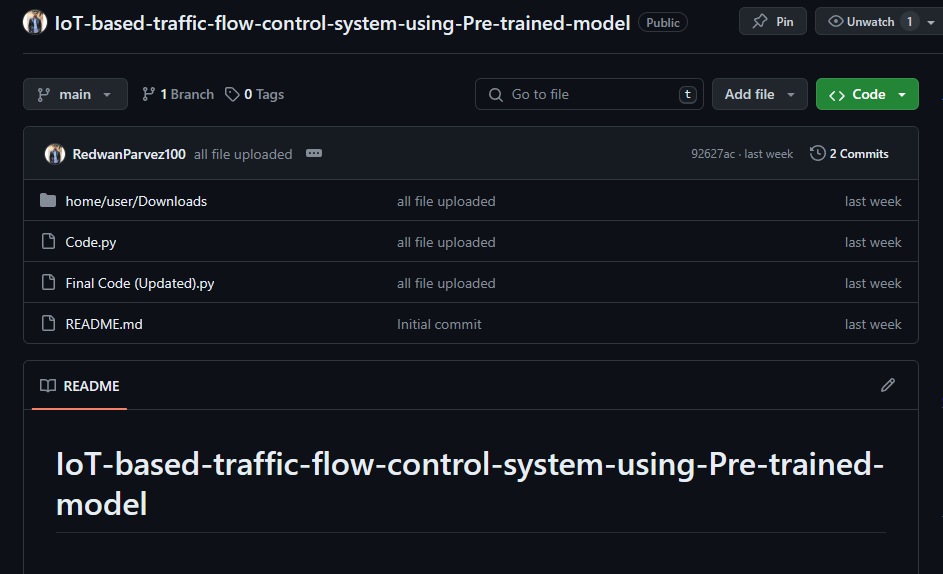 IoT-based-traffic-flow-control-system-using-Pre-trained-model Public Pin Unwatch 1
main 1 Branch 0 Tags Go to file t Add file Code
RedwanParvez100 all file uploaded 92627ac · last week 2 Commits
home/user/Downloads all file uploaded last week
Code.py all file uploaded last week
Final Code (Updated).py all file uploaded last week
README.md Initial commit last week
README
IoT-based-traffic-flow-control-system-using-Pre-trained-
model